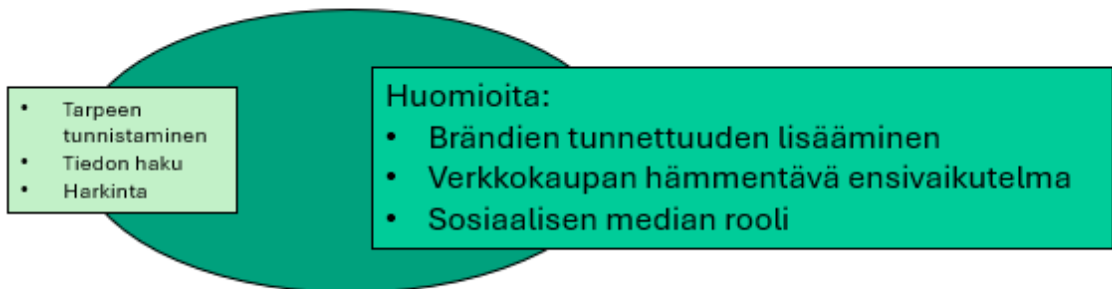 • Tarpeen
tunnistaminen
• Tiedon haku
• Harkinta
Huomioita:
• Brändien tunnettuuden lisääminen
• Verkkokaupan hämmentävä ensivaikutelma
• Sosiaalisen median rooli